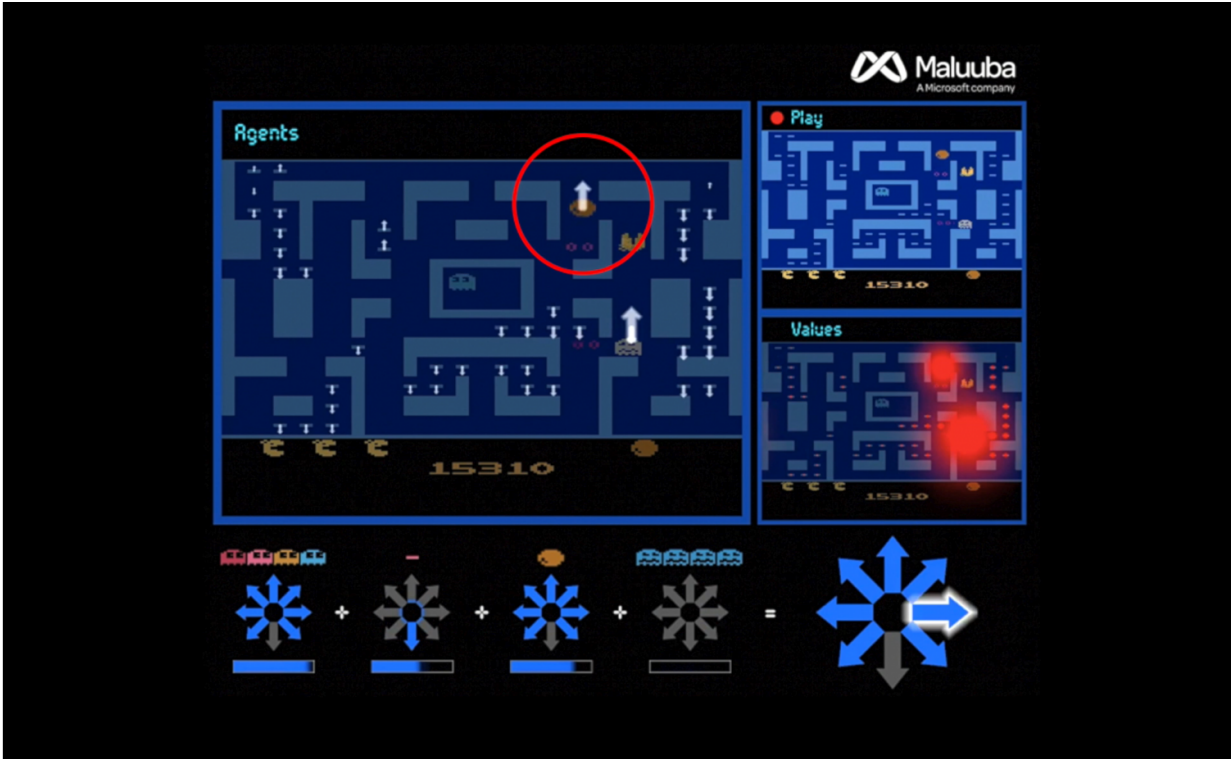 Maluuba
A Microsoft company
Agents
Play
Values
15310
15310
15310
+ + + =